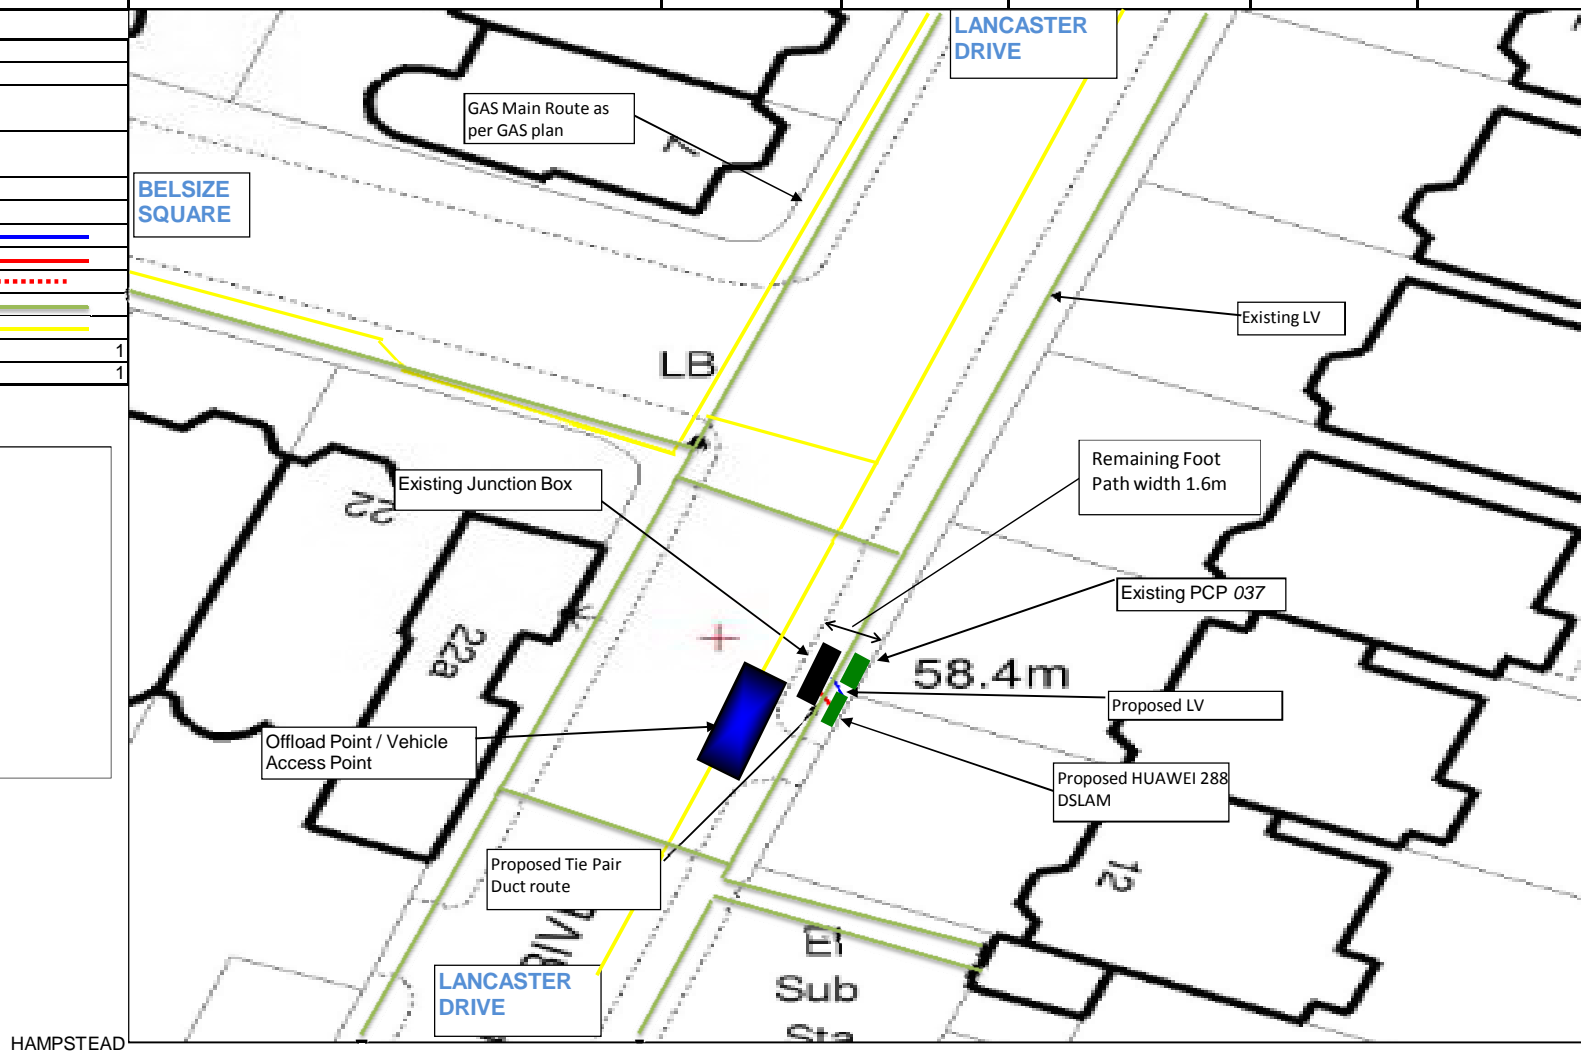 LANCASTER
DRIVE
GAS Main Route as
per GAS plan
BELSIZE
SQUARE
Existing LV
1
1
LB
Remaining Foot
Path width 1.6m
Existing Junction Box
22
Existing PCP 037
22a
58.4m
Proposed LV
Offload Point / Vehicle
Access Point
Proposed HUAWEI 288
DSLAM
Proposed Tie Pair
Duct route
12
El
Sub
Sta
LANCASTER
DRIVE
HAMPSTEAD